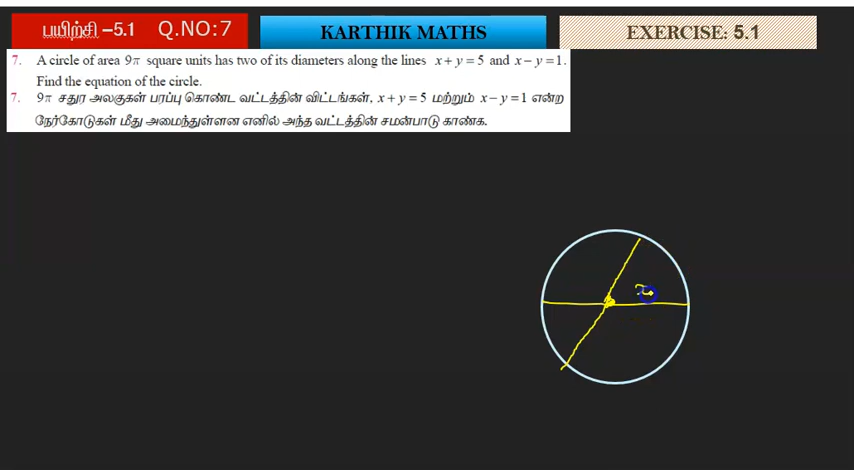 பயிற்சி –5.1 Q.NO:7
KARTHIK MATHS
EXERCISE: 5.1
7. A circle of area 9π square units has two of its diameters along the lines x + y = 5 and x − y = 1.
Find the equation of the circle.
7. 9π சதுர அலகுகள் பரப்பு கொண்ட வட்டத்தின் விட்டங்கள், x + y = 5 மற்றும் x − y = 1 என்ற
நேர்கோடுகள் மீது அமைந்துள்ளன எனில் அந்த வட்டத்தின் சமன்பாடு காண்க.